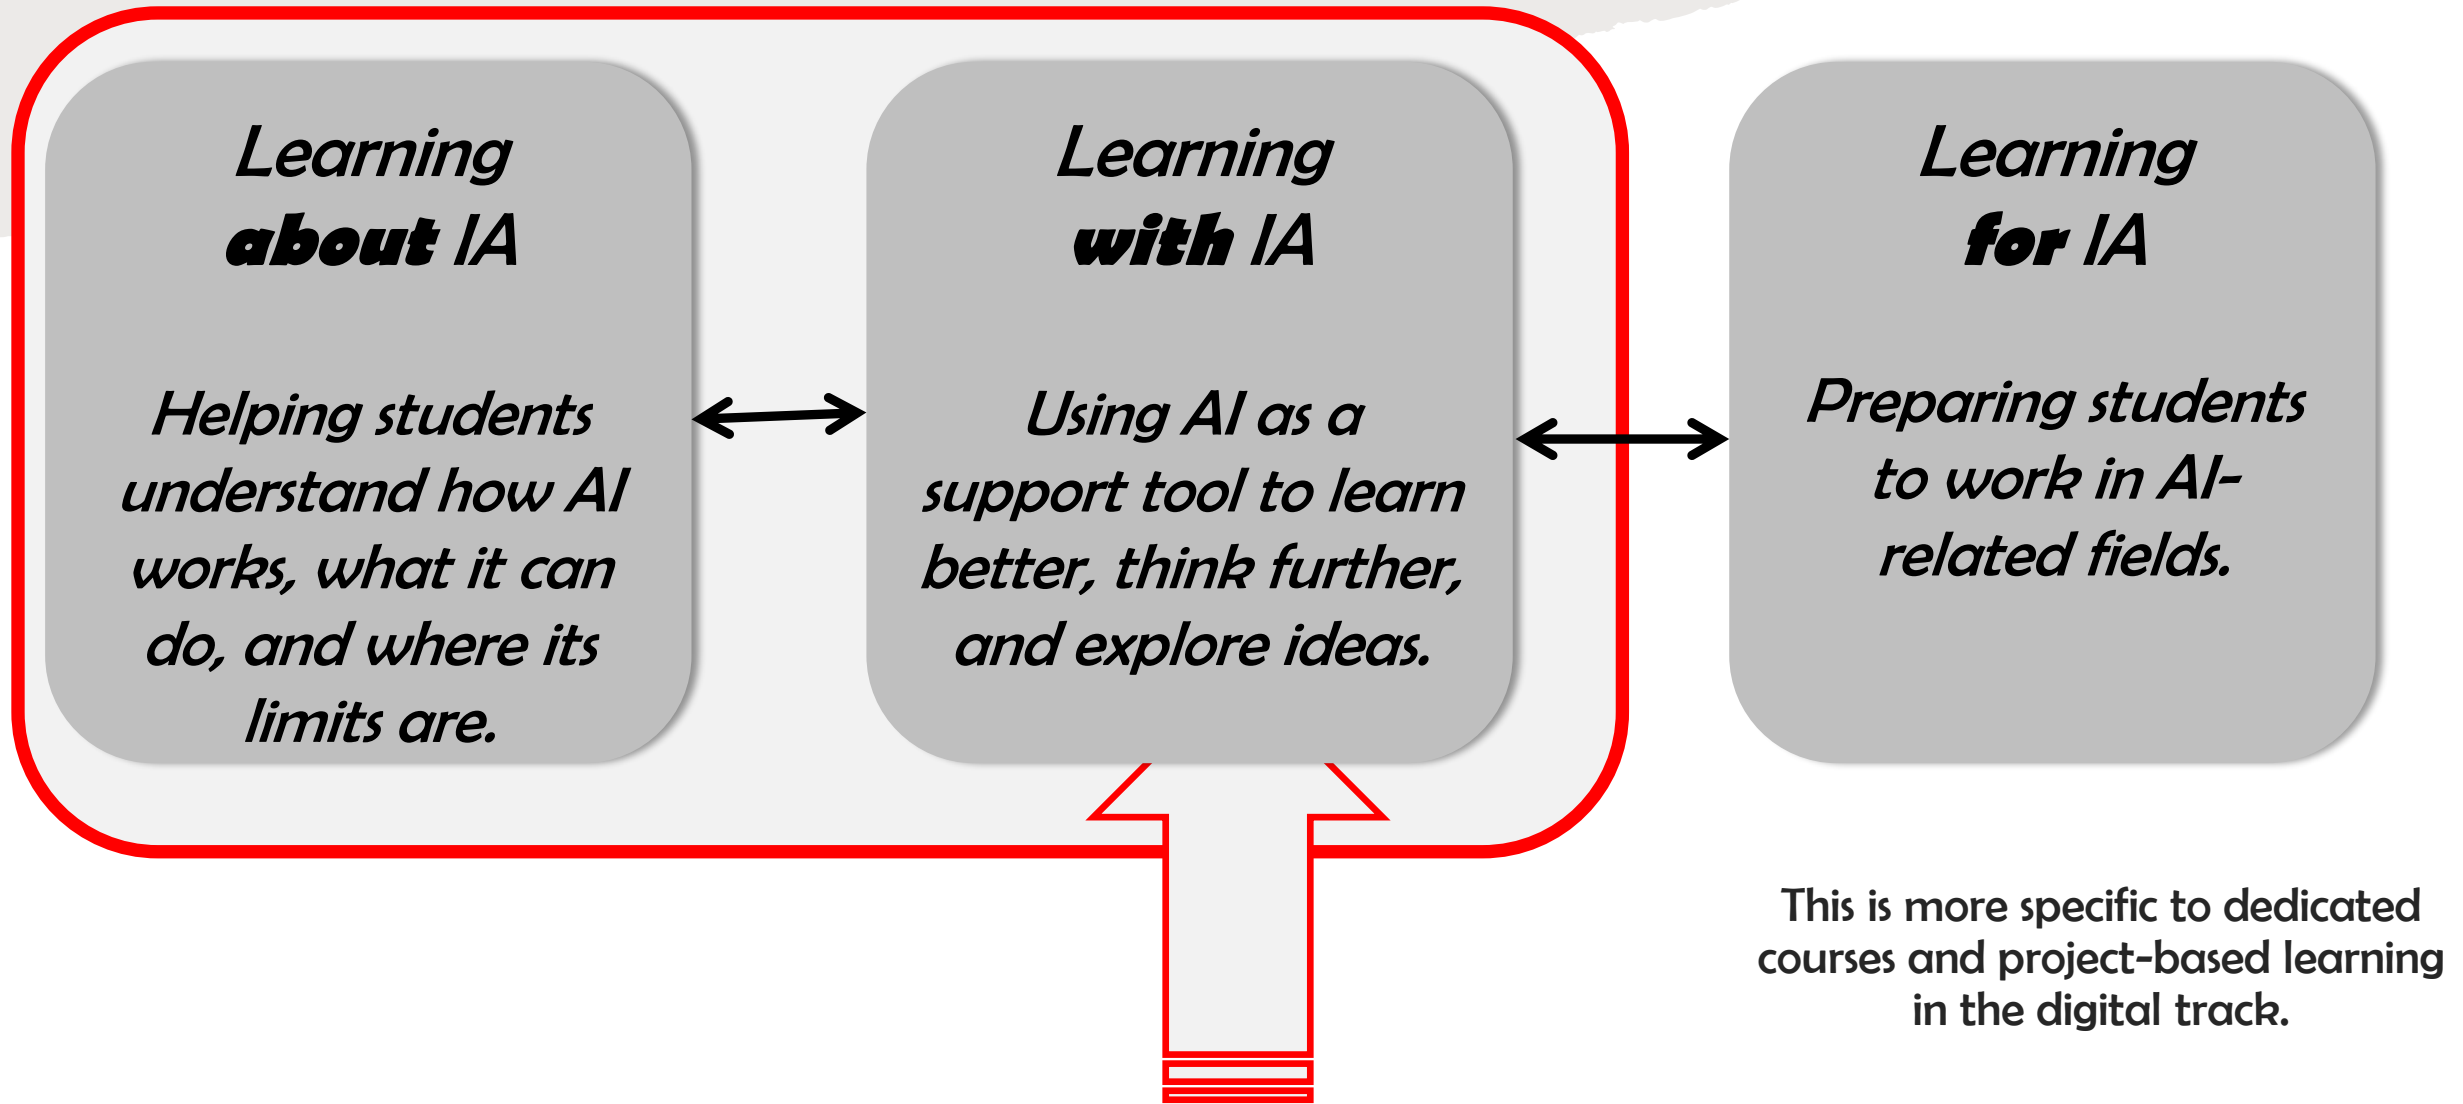 Learning
about IA
Helping students
understand how AI
works, what it can
do, and where its
limits are.
Learning
with IA
Using AI as a
support tool to learn
better, think further,
and explore ideas.
Learning
for IA
Preparing students
to work in AI-
related fields.
This is more specific to dedicated
courses and project-based learning
in the digital track.